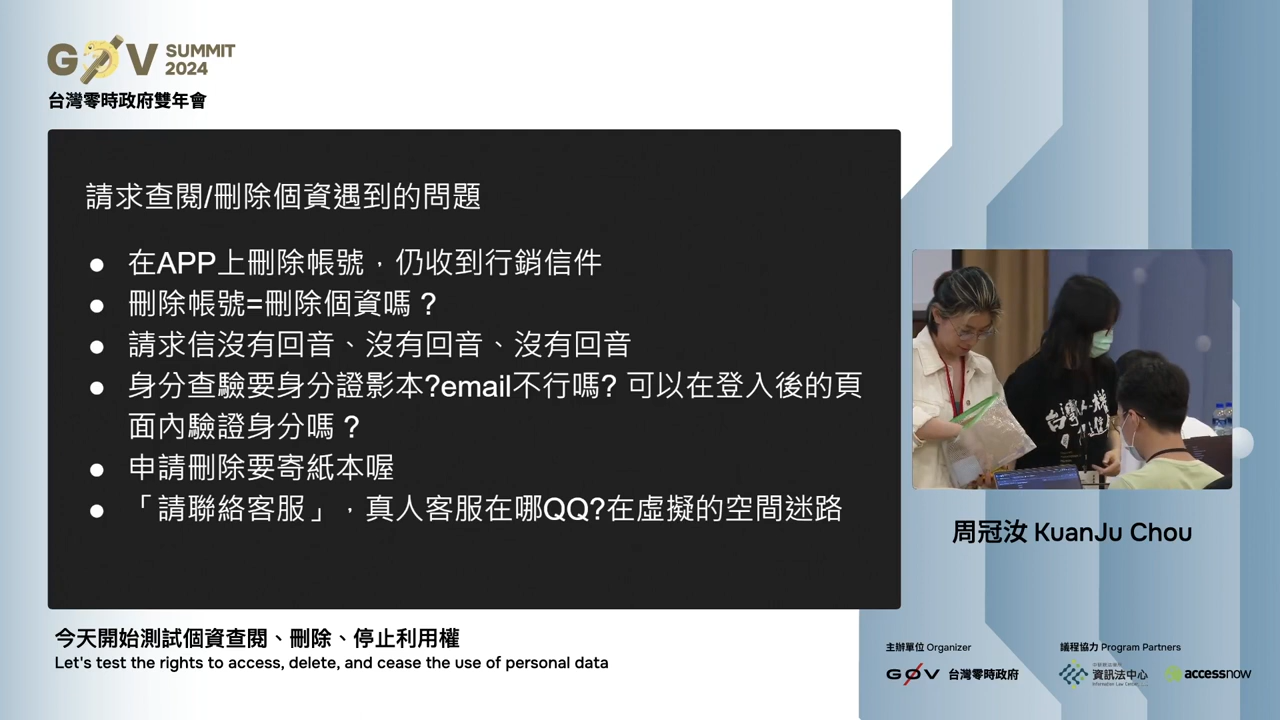 G0V SUMMIT 2024
台灣零時政府雙年會
請求查閱/刪除個資遇到的問題
● 在APP上刪除帳號，仍收到行銷信件
● 刪除帳號=刪除個資嗎？
● 請求信沒有回音、沒有回音、沒有回音
● 身分查驗要身分證影本?email不行嗎? 可以在登入後的頁
面內驗證身分嗎？
● 申請刪除要寄紙本喔
● 「請聯絡客服」，真人客服在哪QQ?在虛擬的空間迷路
周冠汝 KuanJu Chou
今天開始測試個資查閱、刪除、停止利用權
Let's test the rights to access, delete, and cease the use of personal data
主辦單位 Organizer
議程協力 Program Partners
G0V 台灣零時政府
資訊法中心
Information Law Center
accessnow